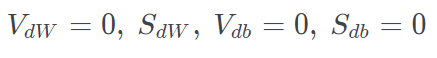 V_{dW} = 0, S_{dW}, V_{db} = 0, S_{db} = 0